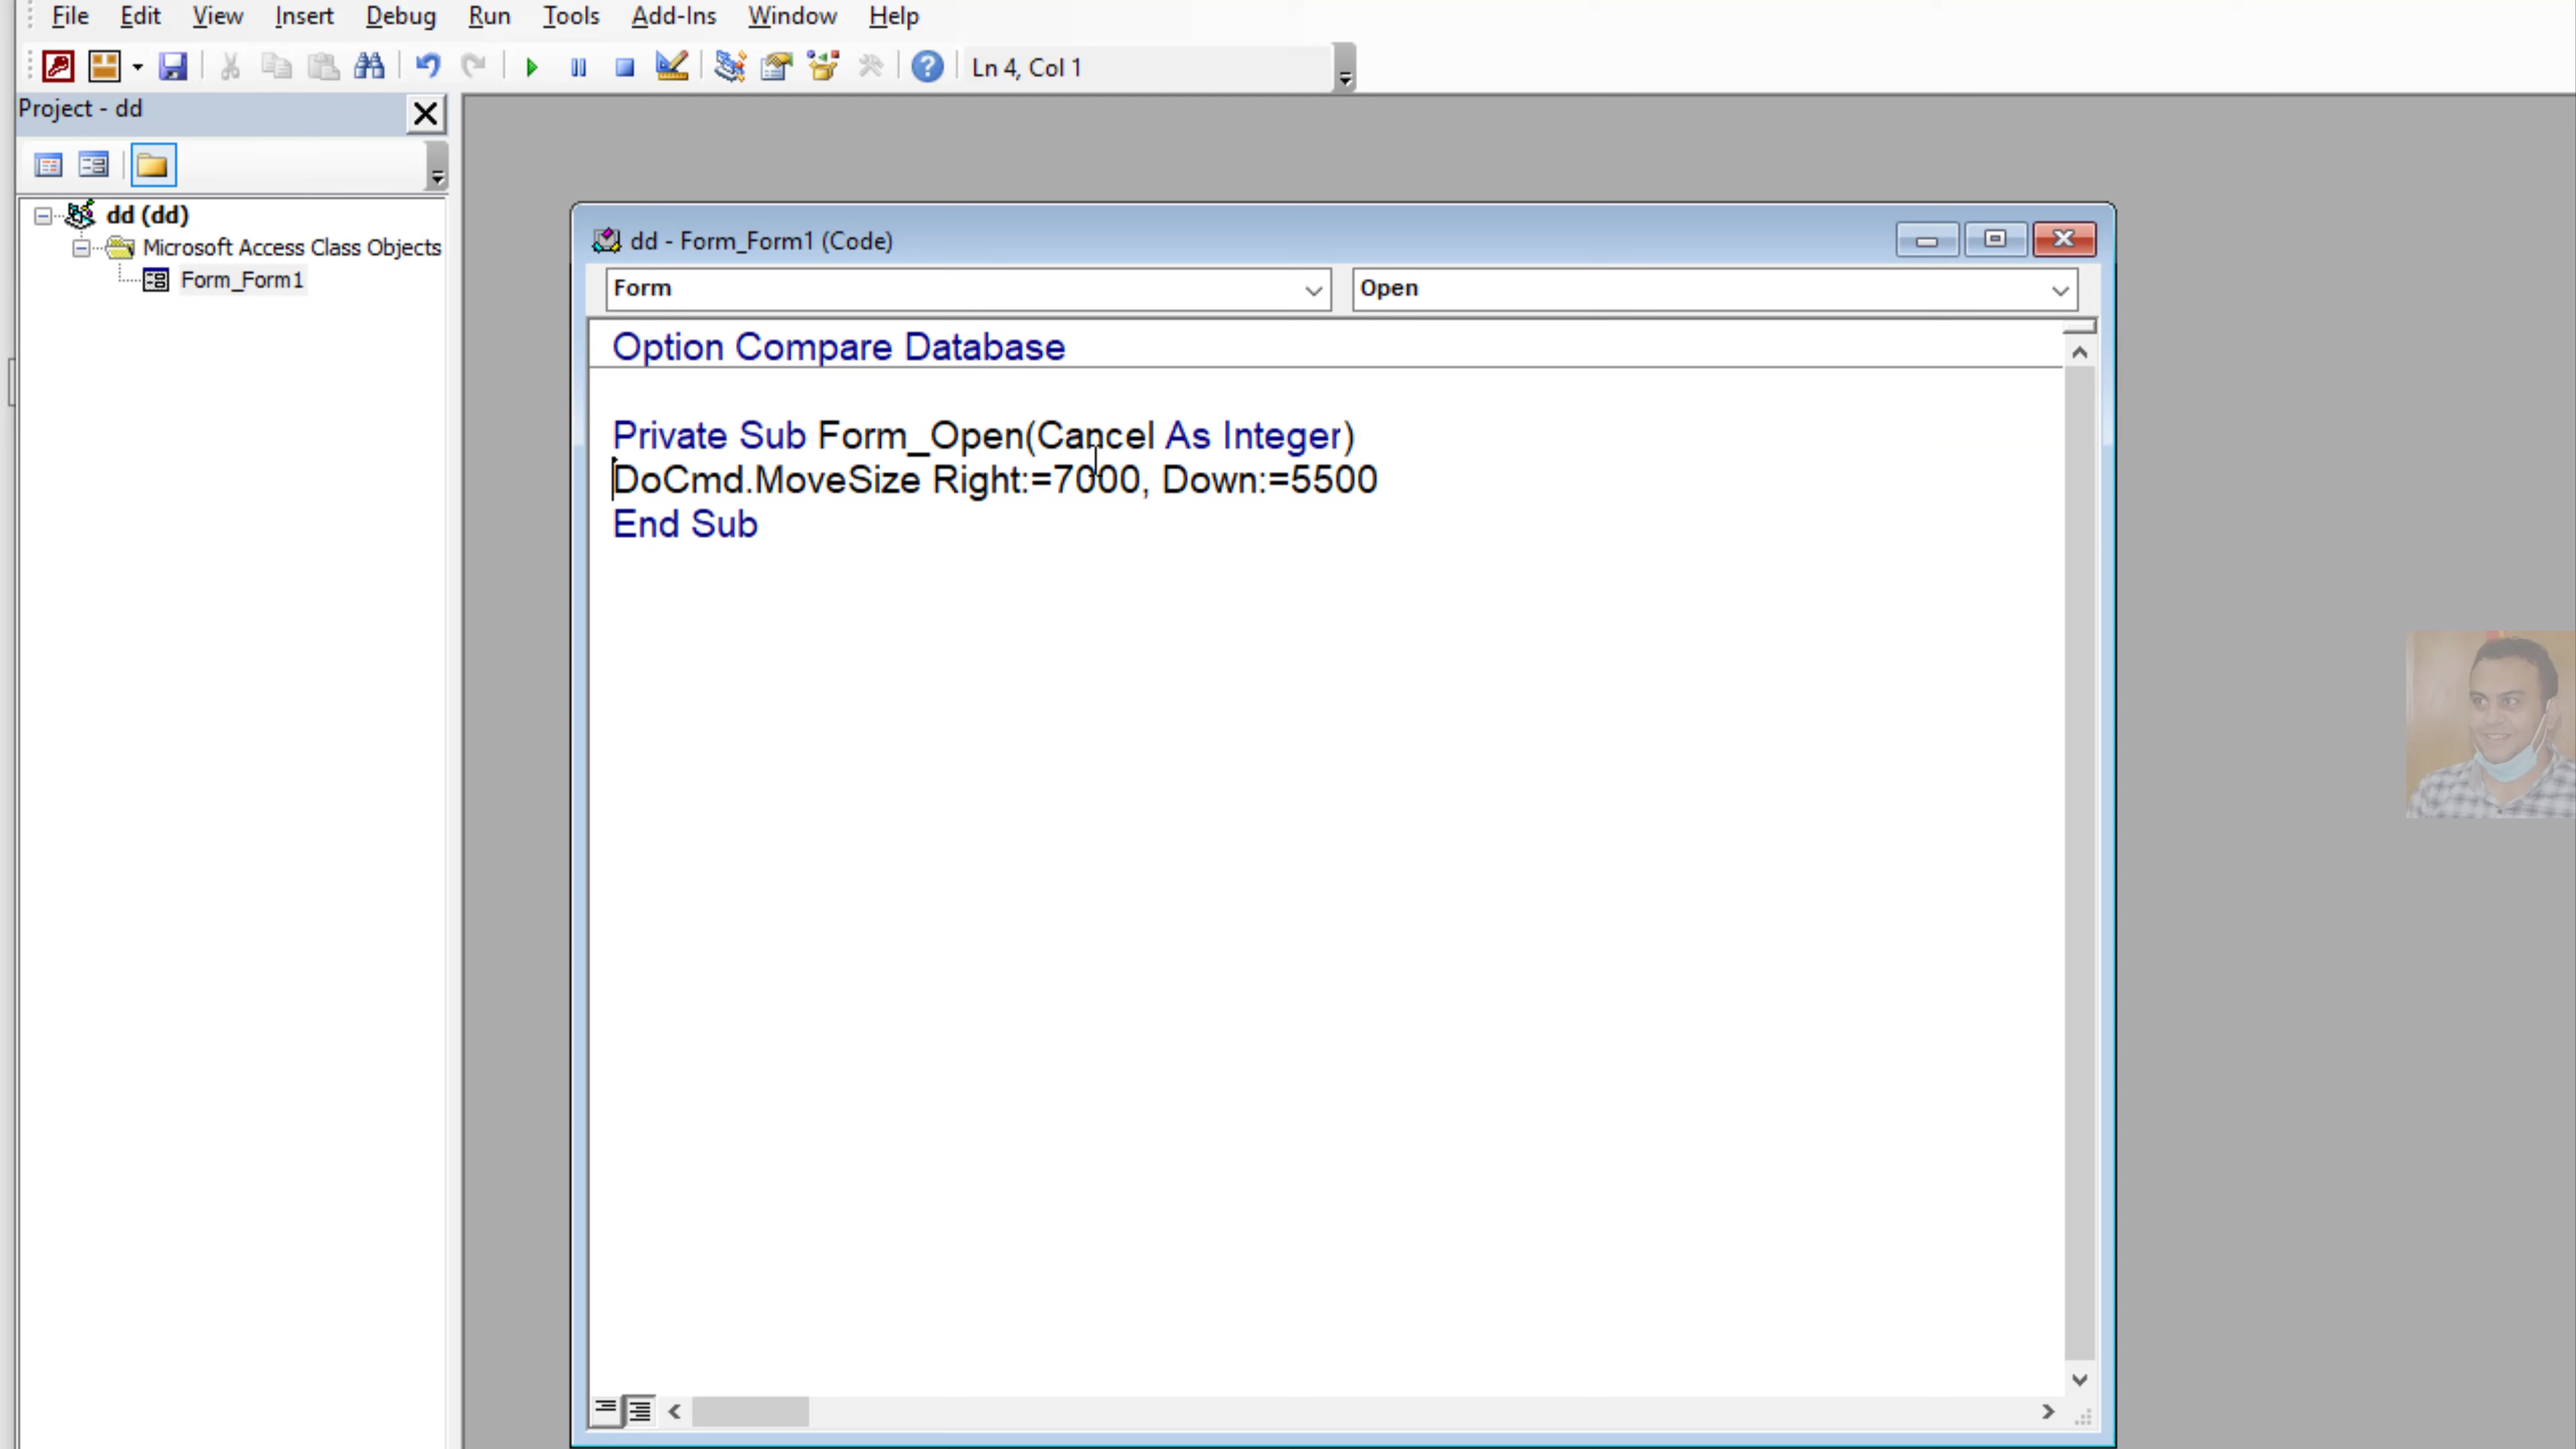 File Edit View Insert Debug Run Tools Add-Ins Window Help
Ln 4, Col 1
Project - dd
dd (dd)
Microsoft Access Class Objects
Form_Form1
dd - Form_Form1 (Code)
Form Open
Option Compare Database
Private Sub Form_Open(Cancel As Integer)
DoCmd.MoveSize Right:=7000, Down:=5500
End Sub